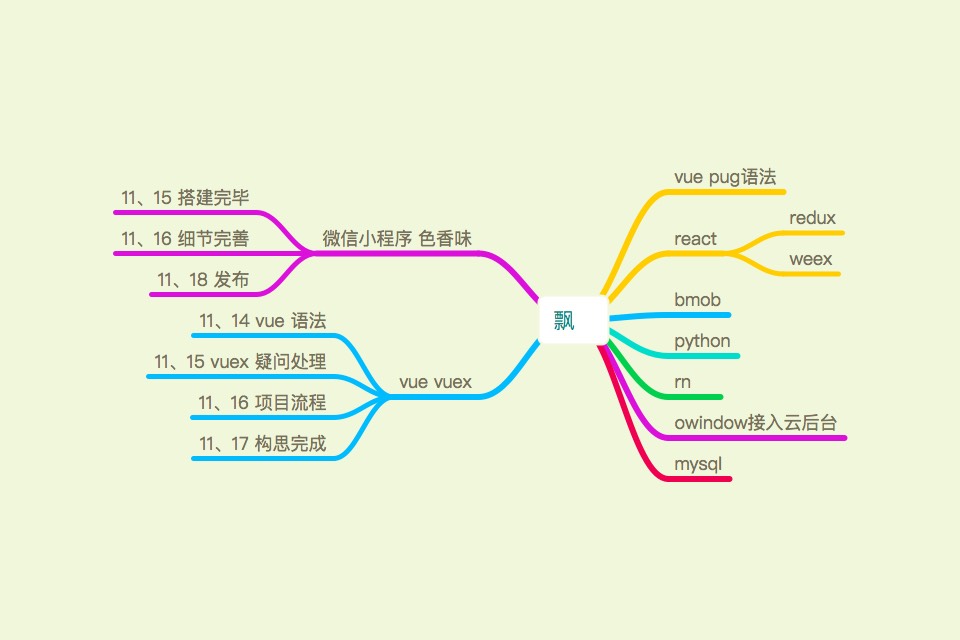 飘
微信小程序 色香味
11、15 搭建完毕
11、16 细节完善
11、18 发布
vue vuex
11、14 vue 语法
11、15 vuex 疑问处理
11、16 项目流程
11、17 构思完成
vue pug语法
react
redux
weex
bmob
python
rn
owindow接入云后台
mysql